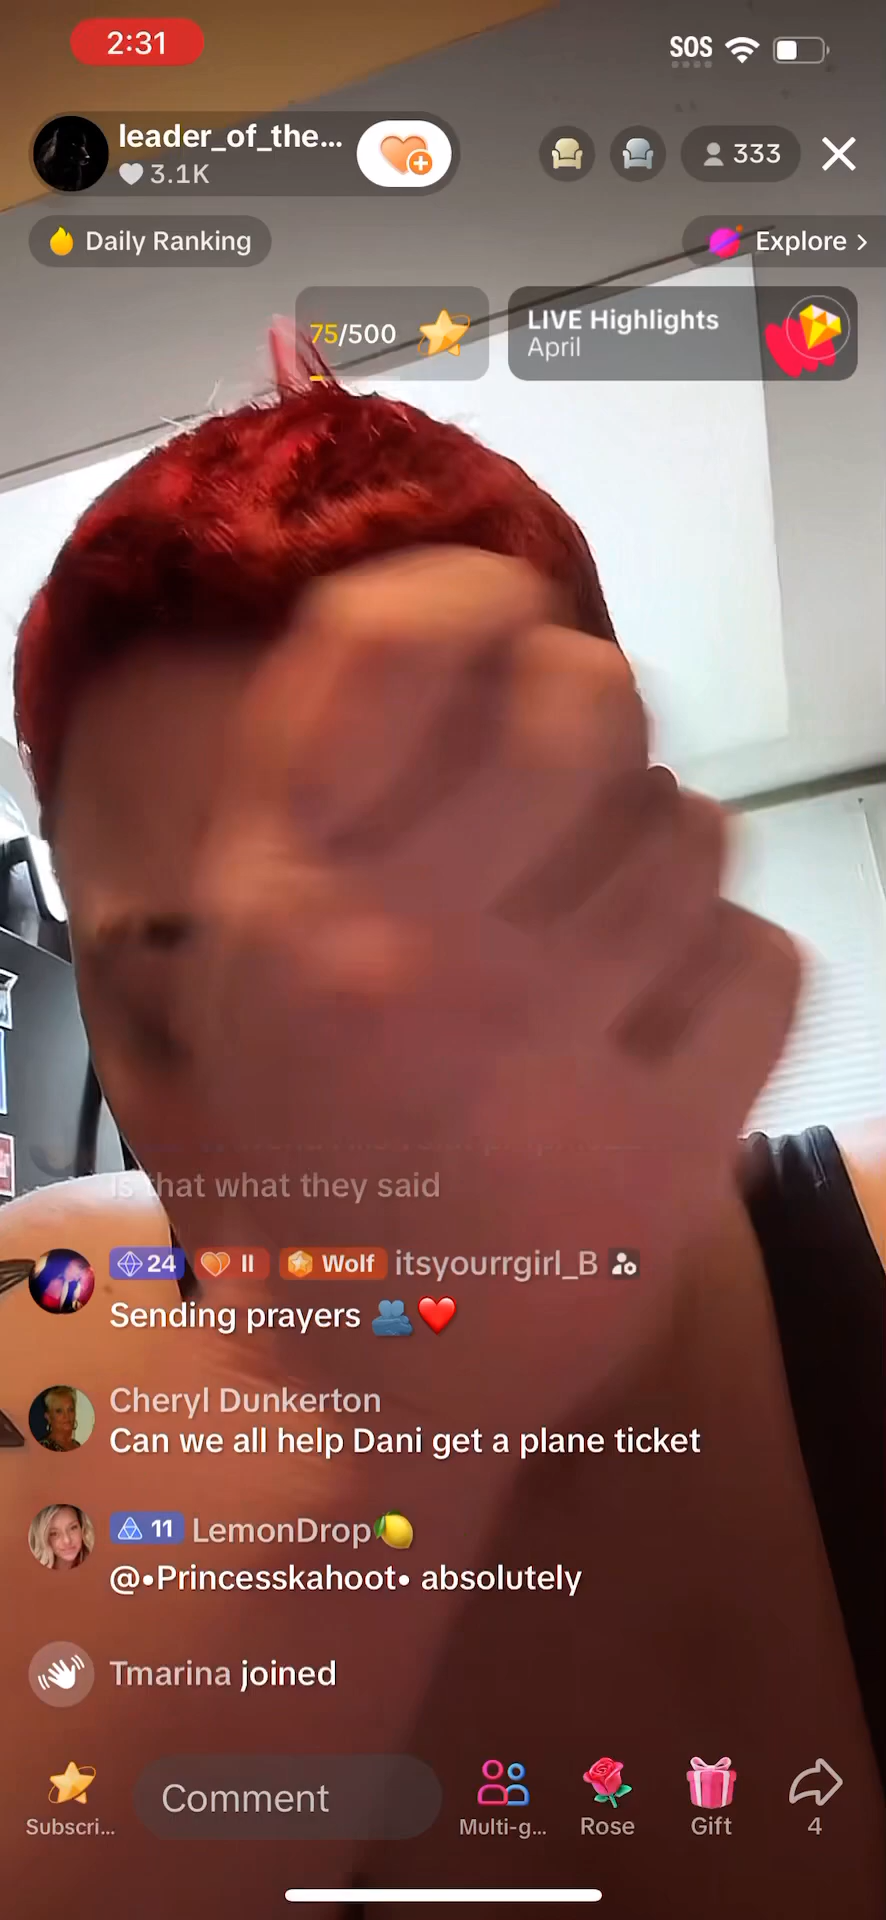 2:31
SOS
leader_of_the...
3.1K
333
Daily Ranking
Explore >
75/500
LIVE Highlights
April
is that what they said
24 II Wolf itsyourrgirl_B
Sending prayers 🫂❤️
Cheryl Dunkerton
Can we all help Dani get a plane ticket
11 LemonDrop🍋
@•Princesskahoot• absolutely
Tmarina joined
Subscri...
Comment
Multi-g...
Rose
Gift
4